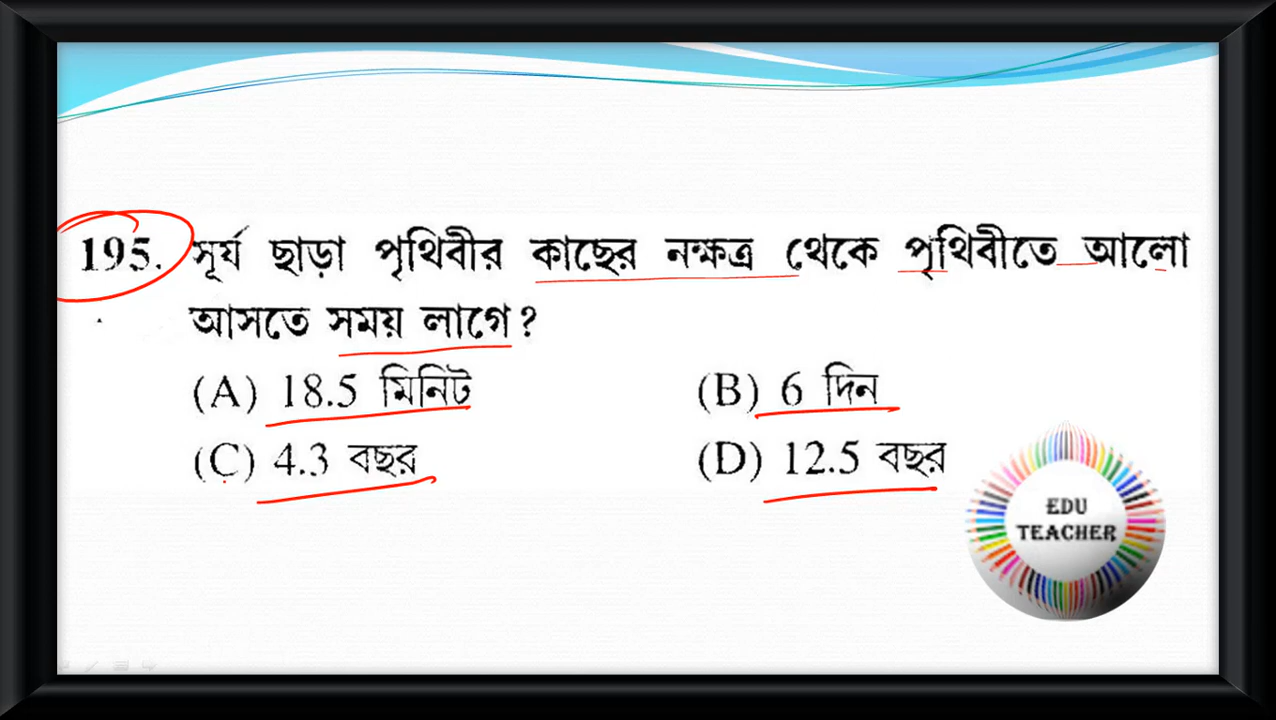 195. সূর্য ছাড়া পৃথিবীর কাছের নক্ষত্র থেকে পৃথিবীতে আলো
আসতে সময় লাগে?
(A) 18.5 মিনিট (B) 6 দিন
(C) 4.3 বছর (D) 12.5 বছর
EDU
TEACHER